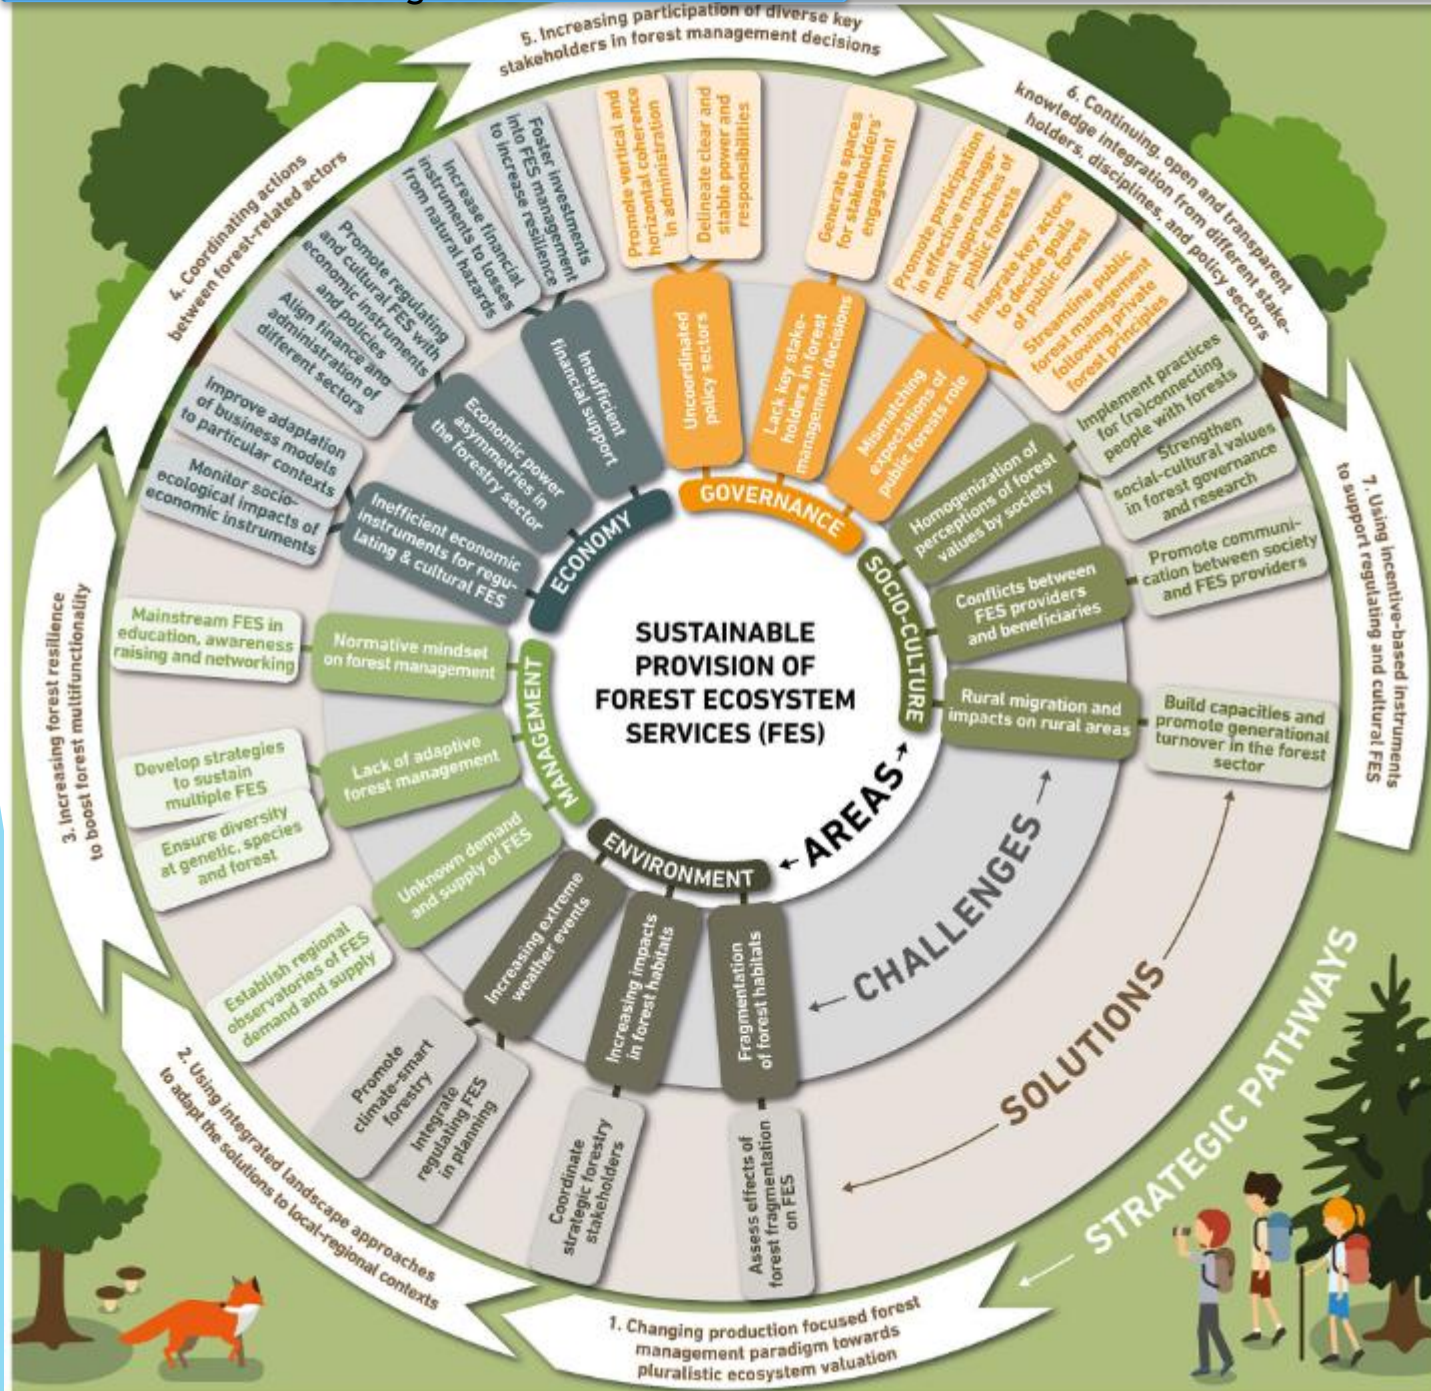 5. Increasing participation of diverse key
stakeholders in forest management decisions
6. Continuing, open and transparent
knowledge integration from different stake-
holders, disciplines, and policy sectors
7. Using incentive-based instruments
to support regulating and cultural FES
4. Coordinating actions
between forest-related actors
3. Increasing forest resilience
to boost forest multifunctionality
2. Using integrated landscape approaches
to adapt the solutions to local-regional contexts
1. Changing production focused forest
management paradigm towards
pluralistic ecosystem valuation
SUSTAINABLE
PROVISION OF
FOREST ECOSYSTEM
SERVICES (FES)
AREAS
CHALLENGES
SOLUTIONS
STRATEGIC PATHWAYS
GOVERNANCE
Uncoordinated
policy sectors
Promote vertical and
horizontal coherence
in administration
Delineate clear and
stable power and
responsibilities
Lack key stake-
holders in forest
management decisions
Generate spaces
for stakeholders'
engagement
Mismatching
expectations of
public forests role
Promote participation
in effective manage-
ment approaches of
public forests
Integrate key actors
to decide goals
of public forest
Streamline public
forest management
following private
forest principles
SOCIO-CULTURE
Homogenization of
perceptions of forest
values by society
Implement practices
for (re)connecting
people with forests
Strengthen
social-cultural values
in forest governance
and research
Conflicts between
FES providers
and beneficiaries
Promote communi-
cation between society
and FES providers
Rural migration and
impacts on rural areas
Build capacities and
promote generational
turnover in the forest
sector
ENVIRONMENT
Fragmentation
of forest habitats
Assess effects of
forest fragmentation
on FES
Increasing impacts
in forest habitats
Coordinate
strategic forestry
stakeholders
Increasing extreme
weather events
Promote
climate-smart
forestry
Integrate
regulating FES
in planning
MANAGEMENT
Unknown demand
and supply of FES
Establish regional
observatories of FES
demand and supply
Lack of adaptive
forest management
Develop strategies
to sustain
multiple FES
Ensure diversity
at genetic, species
and forest
Normative mindset
on forest management
Mainstream FES in
education, awareness
raising and networking
ECONOMY
Inefficient economic
instruments for regu-
lating & cultural FES
Monitor socio-
ecological impacts of
economic instruments
Improve adaptation
of business models
to particular contexts
Economic power
asymmetries in
the forestry sector
Align finance and
administration of
different sectors
Promote regulating
and cultural FES with
economic instruments
and policies
Insufficient
financial support
Increase financial
instruments to losses
from natural hazards
Foster investments
into FES management
to increase resilience